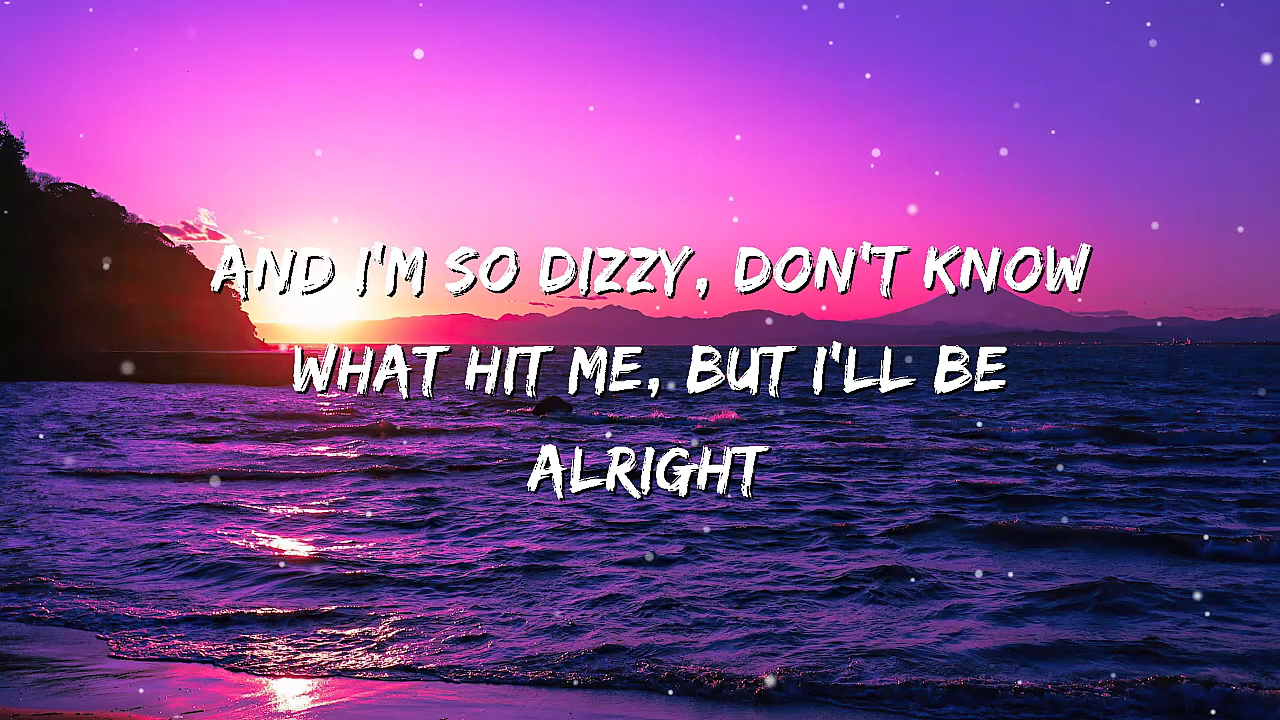 AND I'M SO DIZZY, DON'T KNOW
WHAT HIT ME, BUT I'LL BE
ALRIGHT